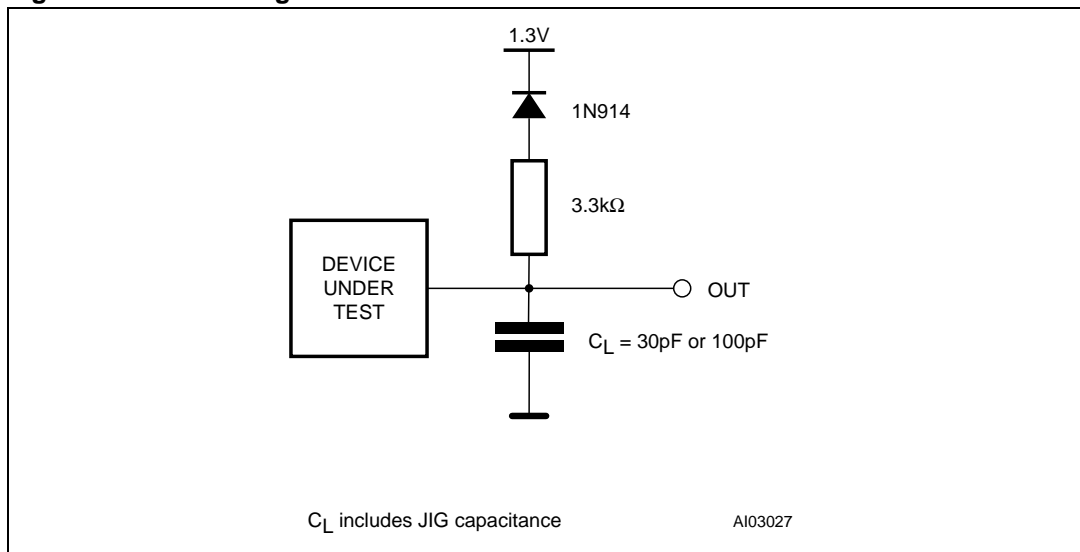 1.3V
1N914
3.3kΩ
DEVICE
UNDER
TEST
OUT
CL = 30pF or 100pF
CL includes JIG capacitance
AI03027